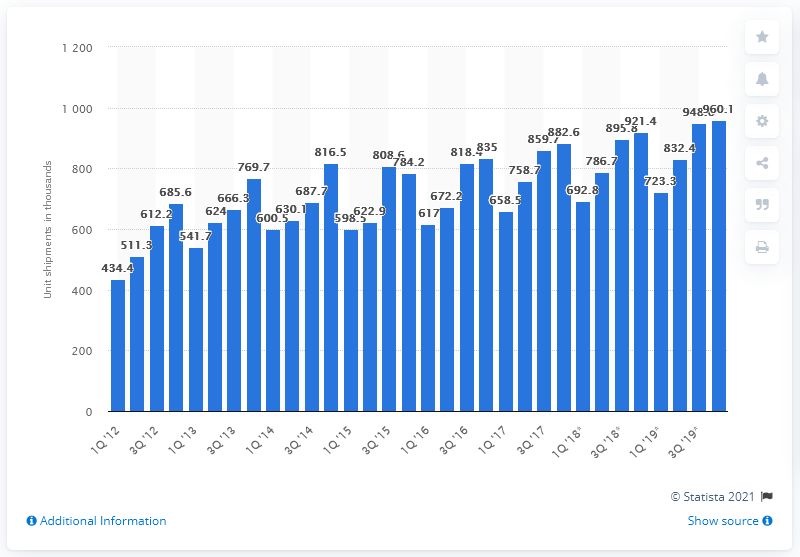 1 200
1 000
800
600
400
200
0
Unit shipments in thousands
434.4
511.3
612.2
685.6
541.7
624
666.3
769.7
600.5
630.1
687.7
816.5
598.5
622.9
808.6
784.2
617
672.2
818.4
835
658.5
758.7
859.7
882.6
692.8
786.7
895.8
921.4
723.3
832.4
960.1
1Q '12
3Q '12
1Q '13
3Q '13
1Q '14
3Q '14
1Q '15
3Q '15
1Q '16
3Q '16
1Q '17
3Q '17
1Q '18*
3Q '18*
1Q '19*
3Q '19*
© Statista 2021
Additional Information
Show source